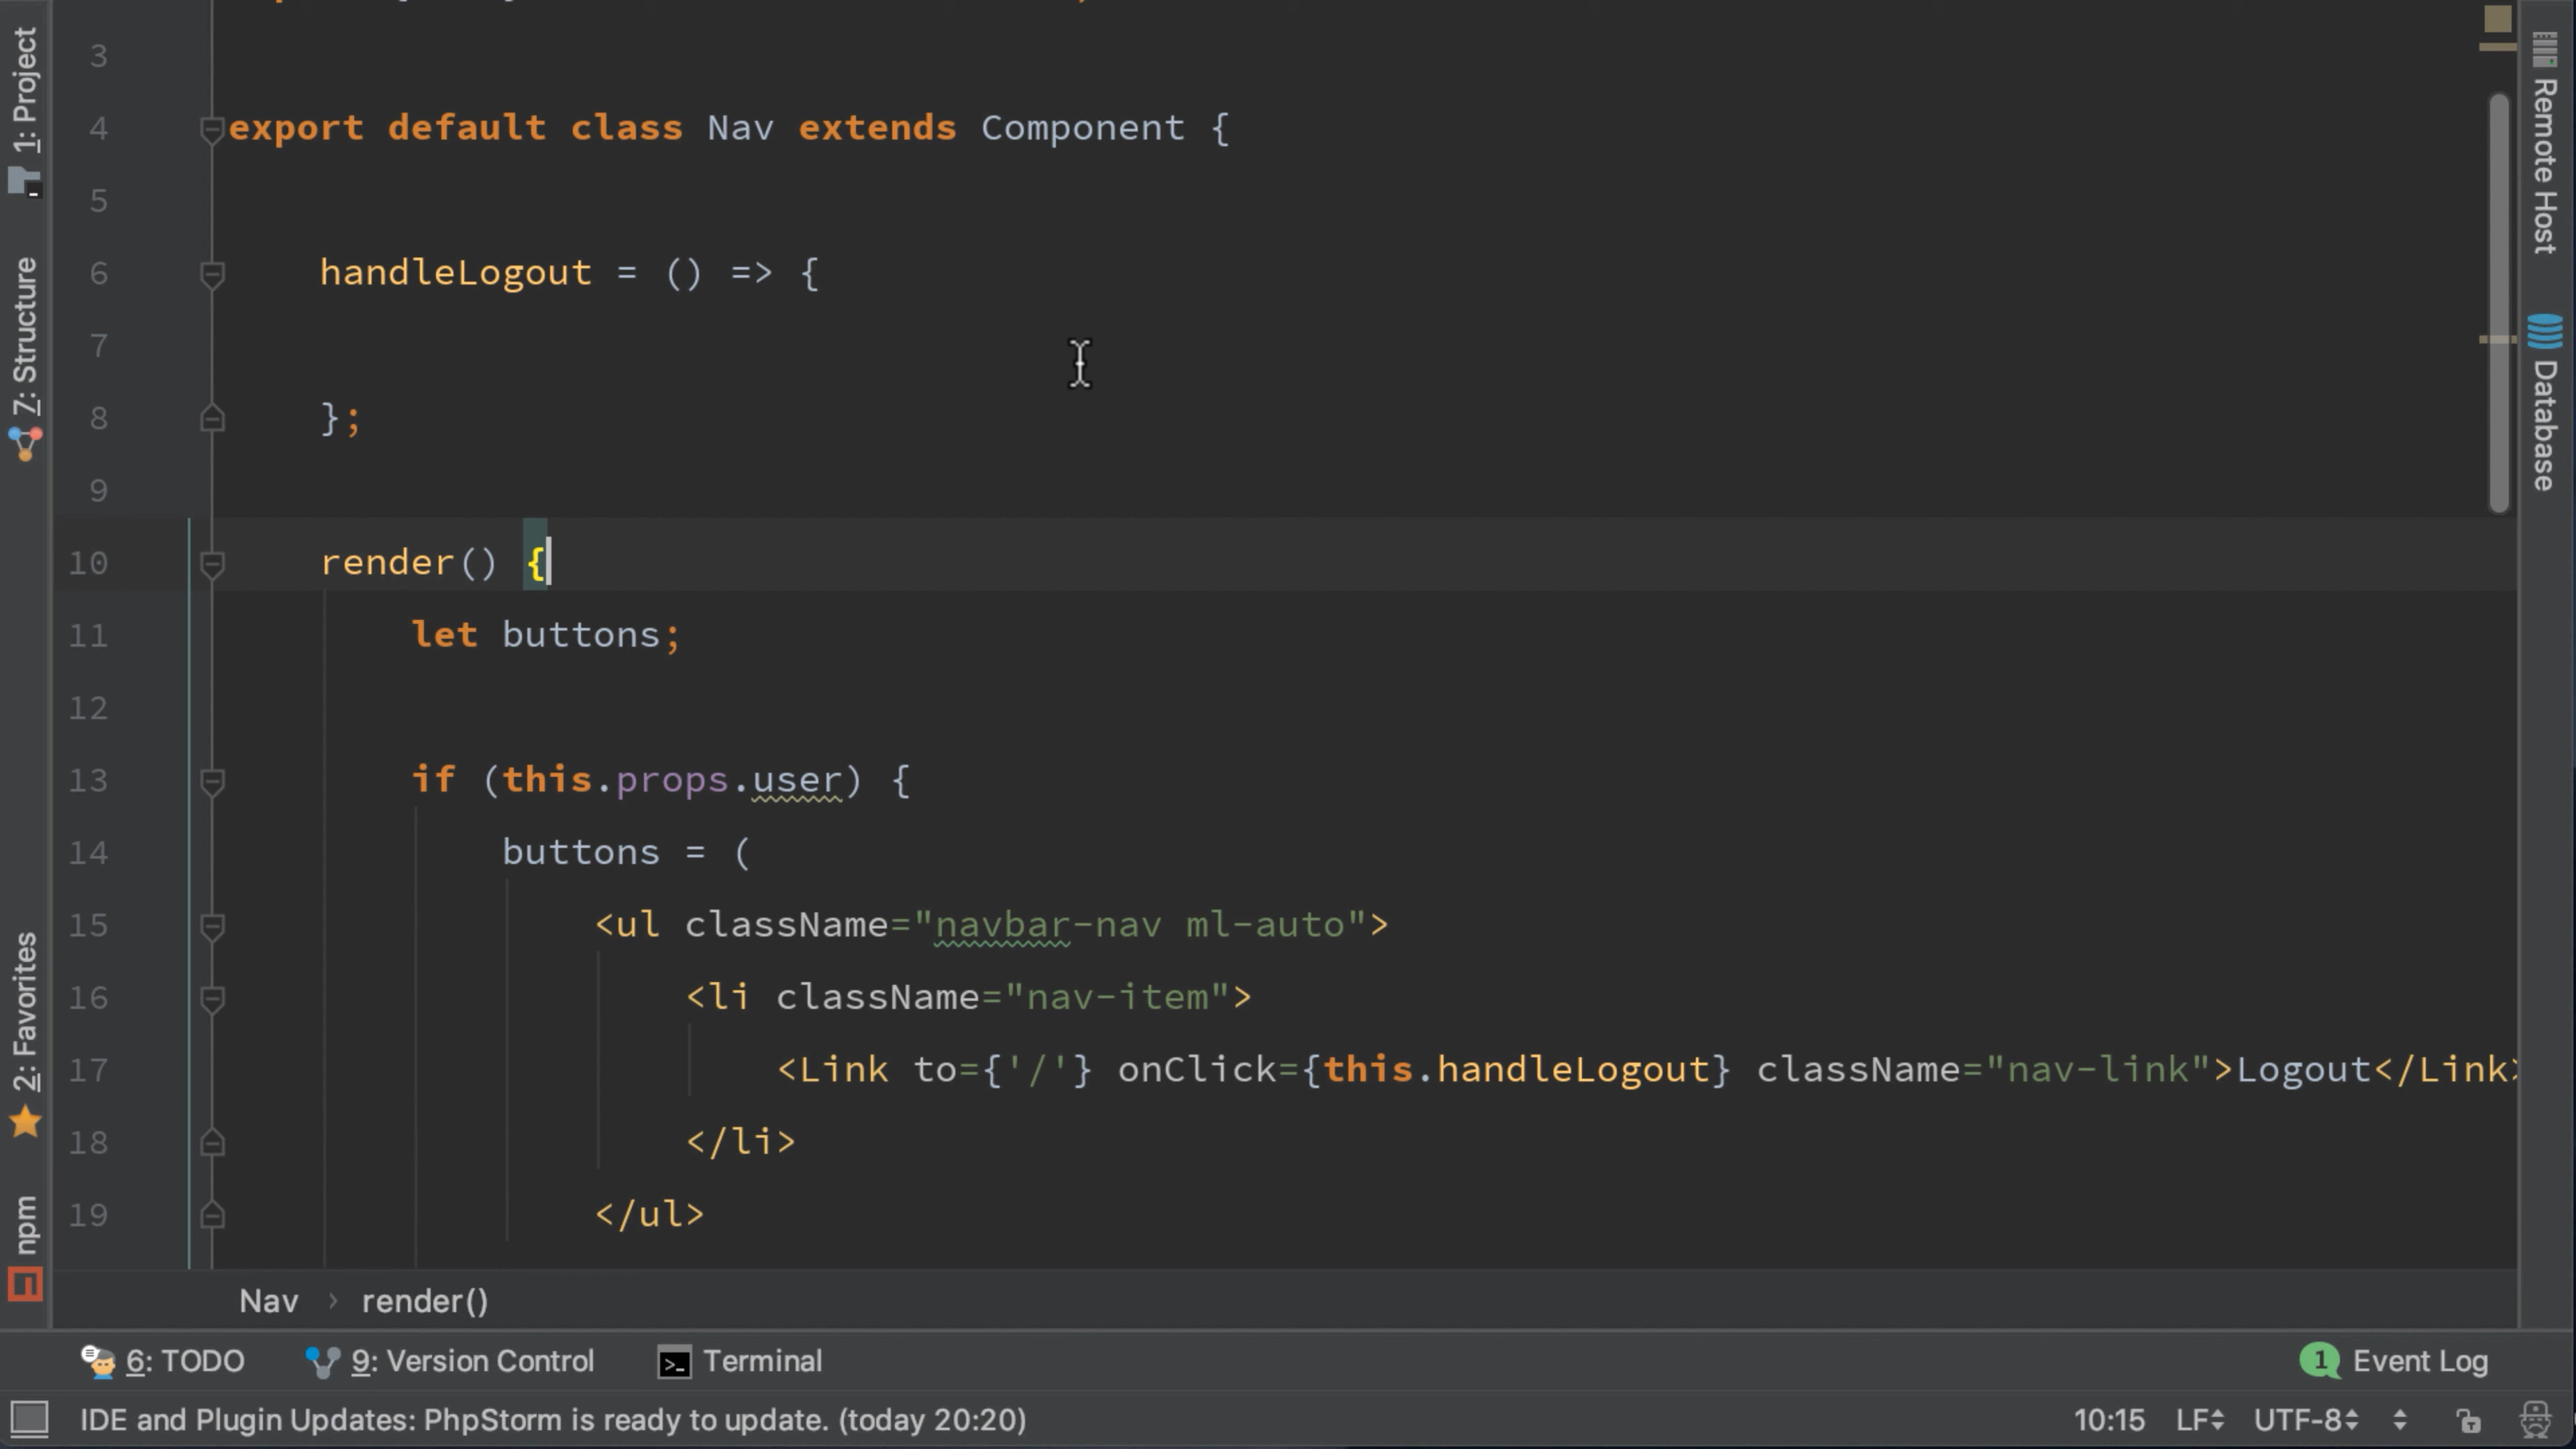 3
4 export default class Nav extends Component {
5
6 handleLogout = () => {
7
8 };
9
10 render() {
11 let buttons;
12
13 if (this.props.user) {
14 buttons = (
15 <ul className="navbar-nav ml-auto">
16 <li className="nav-item">
17 <Link to={'/'} onClick={this.handleLogout} className="nav-link">Logout</Link>
18 </li>
19 </ul>
1: Project
7: Structure
2: Favorites
npm
Remote Host
Database
Nav › render()
6: TODO 9: Version Control Terminal 1 Event Log
IDE and Plugin Updates: PhpStorm is ready to update. (today 20:20) 10:15 LF UTF-8